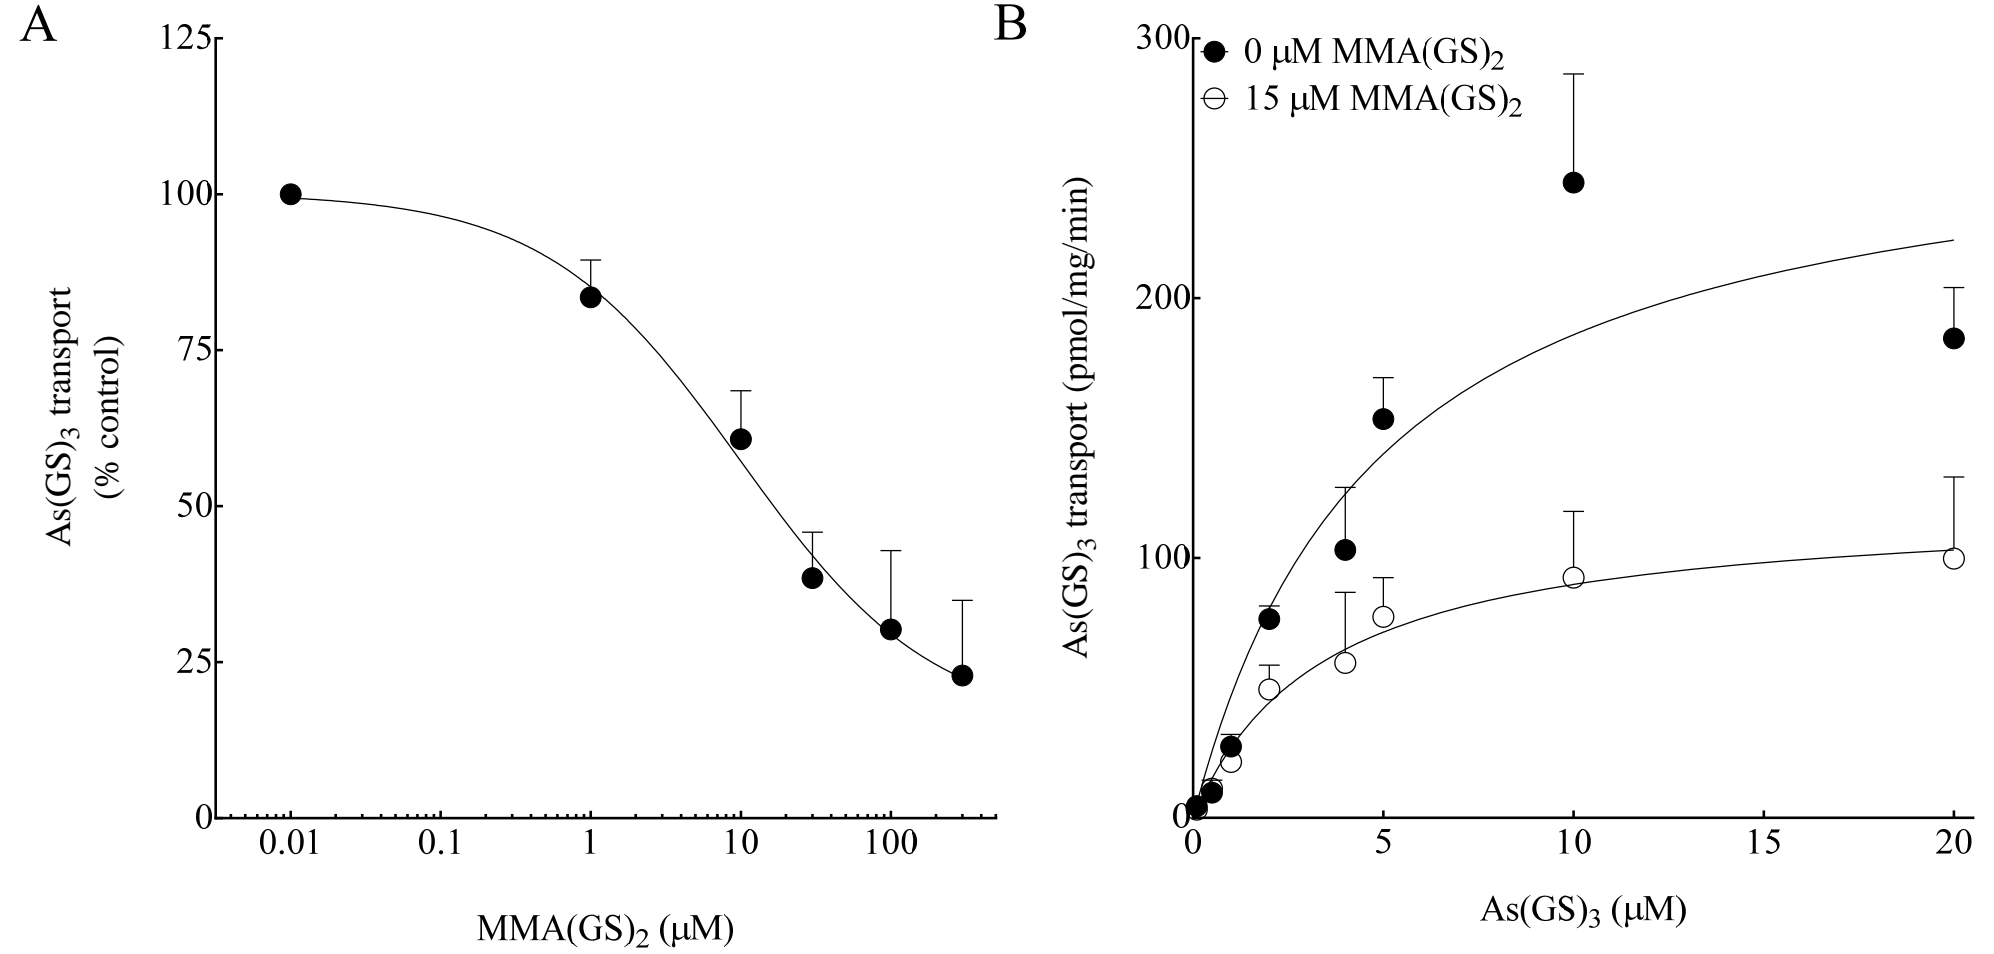 A
125
100
75
50
25
0
As(GS)3 transport
(% control)
0.01 0.1 1 10 100
MMA(GS)2 (μM)
B
300
200
100
0
0 μM MMA(GS)2
15 μM MMA(GS)2
As(GS)3 transport (pmol/mg/min)
0 5 10 15 20
As(GS)3 (μM)